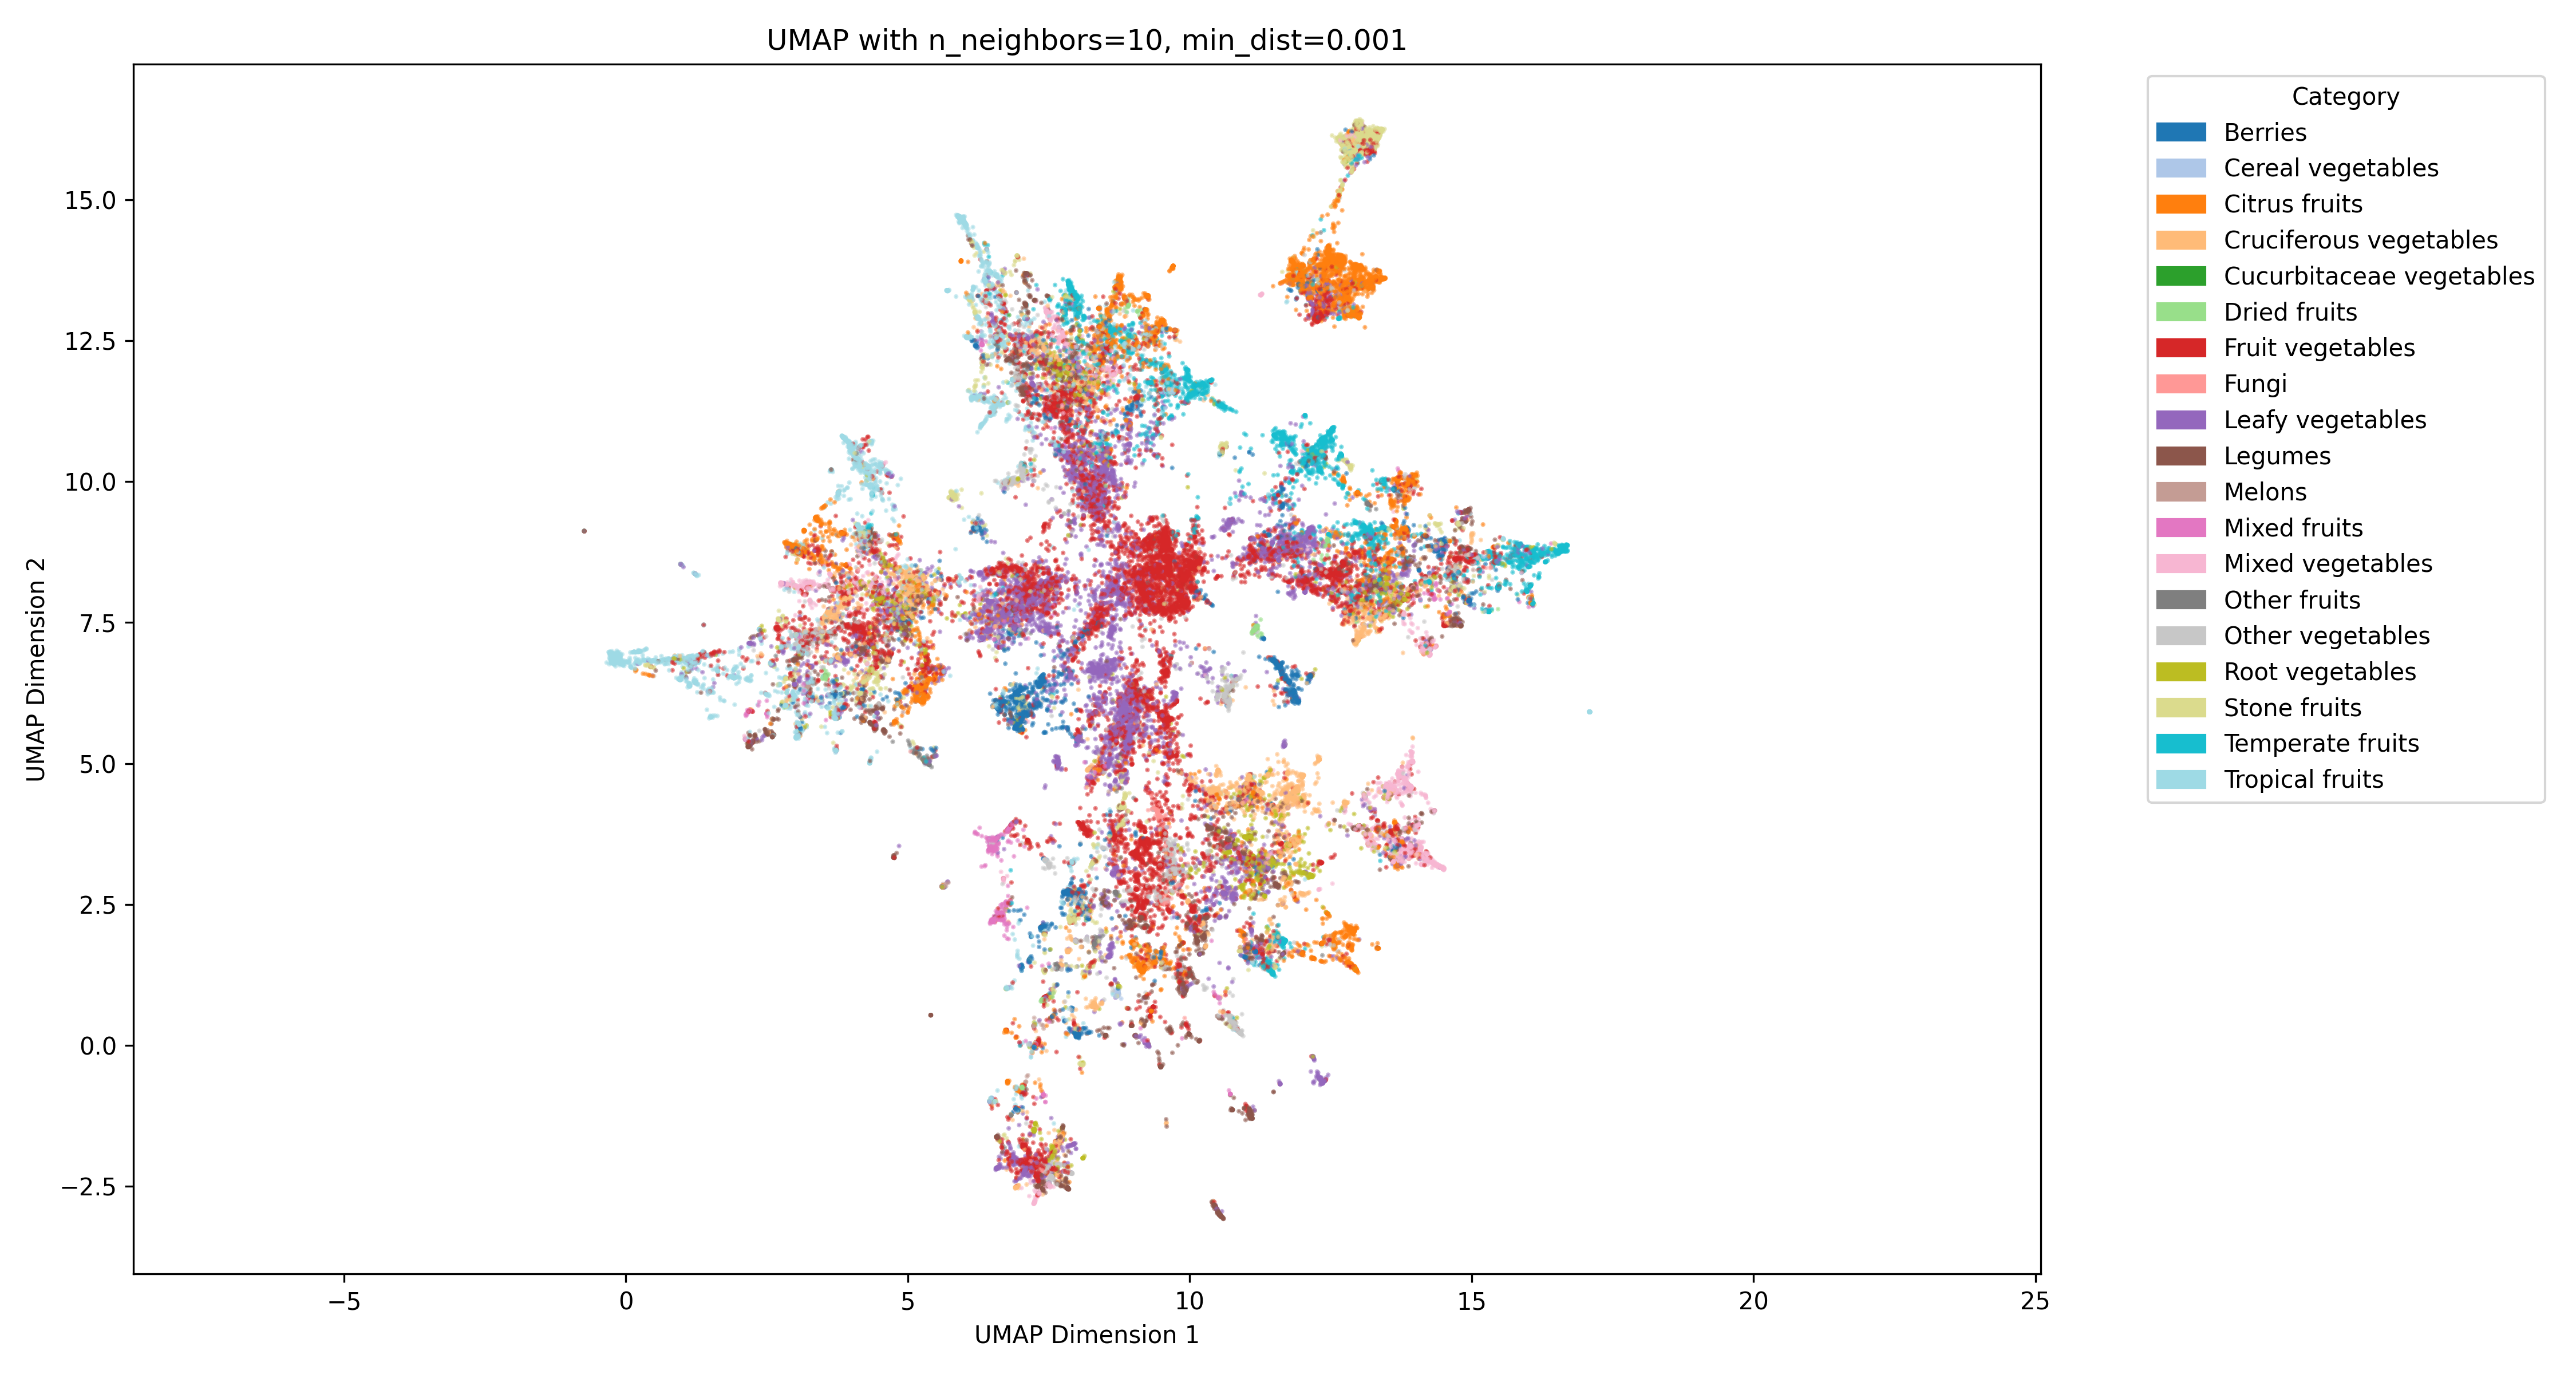 UMAP with n_neighbors=10, min_dist=0.001
UMAP Dimension 2
15.0
12.5
10.0
7.5
5.0
2.5
0.0
−2.5
−5
0
5
10
15
20
25
UMAP Dimension 1
Category
Berries
Cereal vegetables
Citrus fruits
Cruciferous vegetables
Cucurbitaceae vegetables
Dried fruits
Fruit vegetables
Fungi
Leafy vegetables
Legumes
Melons
Mixed fruits
Mixed vegetables
Other fruits
Other vegetables
Root vegetables
Stone fruits
Temperate fruits
Tropical fruits